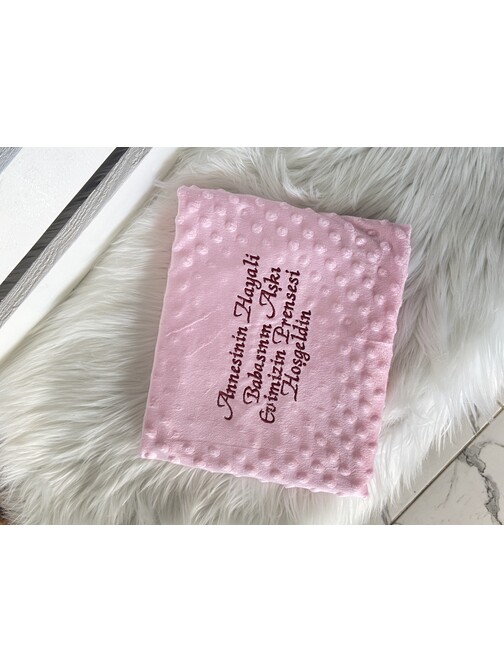 Annesinin Hayali
Babasının Aşkı
Evimizin Prensesi
Hoşgeldin